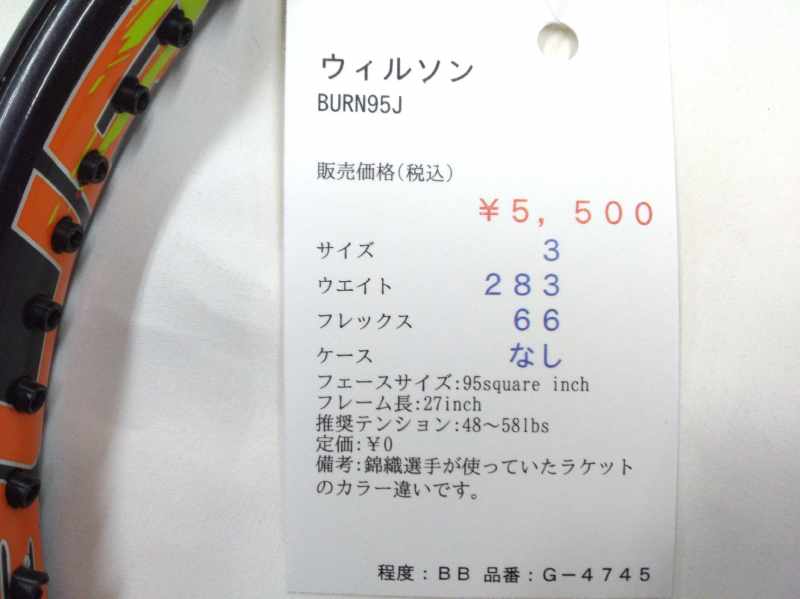 ウィルソン
BURN95J
販売価格(税込)
¥5,500
サイズ 3
ウエイト 283
フレックス 66
ケース なし
フェースサイズ:95square inch
フレーム長:27inch
推奨テンション:48～58lbs
定価:¥0
備考:錦織選手が使っていたラケット
のカラー違いです。
程度:BB 品番:G－4745